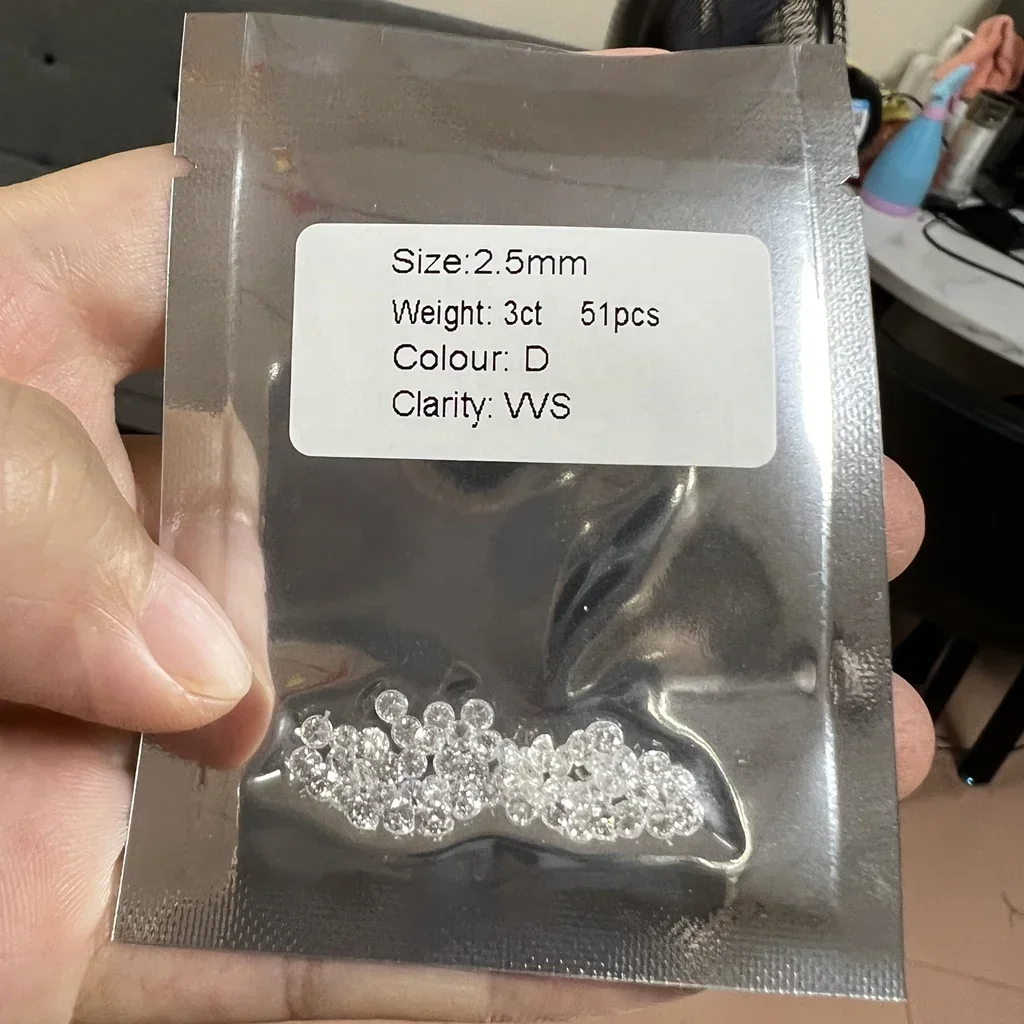 Size:2.5mm
Weight: 3ct 51pcs
Colour: D
Clarity: VVS